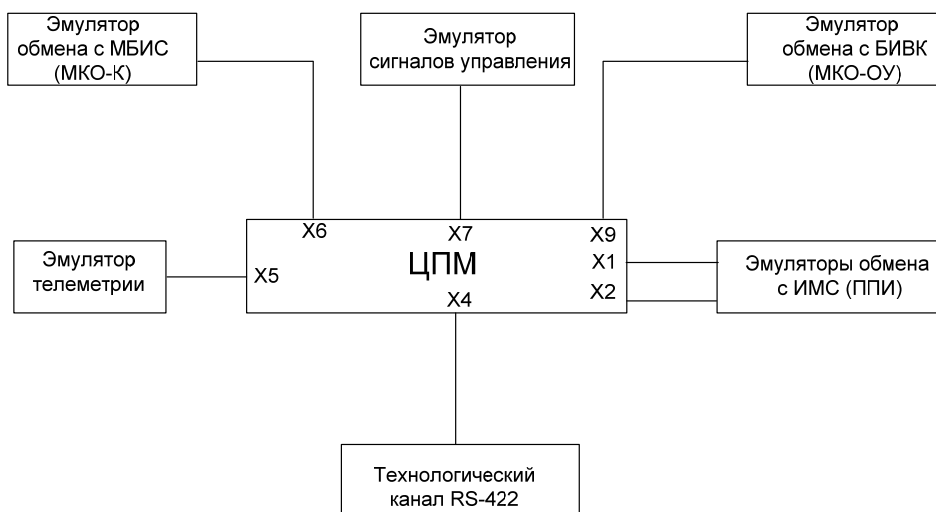 Эмулятор
обмена с МБИС
(МКО-К)
Эмулятор
сигналов управления
Эмулятор
обмена с БИВК
(МКО-ОУ)
X6
X7
X9
Эмулятор
телеметрии
X5
ЦПМ
X1
X2
X4
Эмуляторы обмена
с ИМС (ППИ)
Технологический
канал RS-422